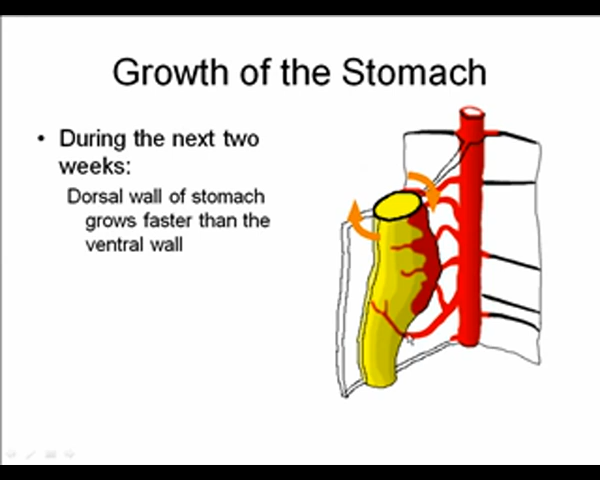 Growth of the Stomach
• During the next two
weeks:
Dorsal wall of stomach
grows faster than the
ventral wall